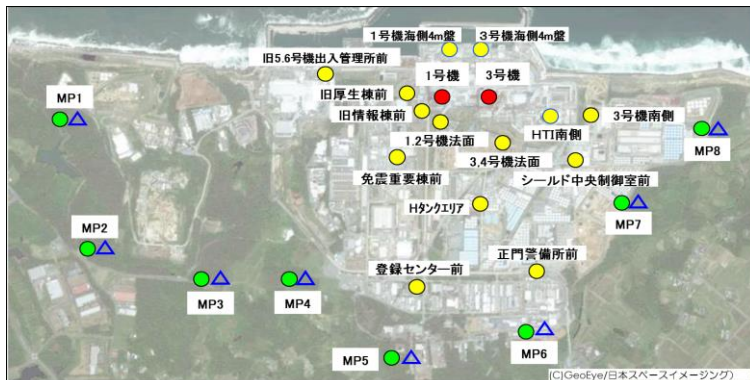 1号機海側4m盤
3号機海側4m盤
旧5.6号機出入管理所前
1号機
3号機
MP1
旧厚生棟前
旧情報棟前
3号機南側
HTI南側
MP8
1.2号機法面
3.4号機法面
免震重要棟前
シールド中央制御室前
Hタンクエリア
MP7
MP2
正門警備所前
登録センター前
MP3
MP4
MP5
MP6
(C)GeoEye/日本スペースイメージング)